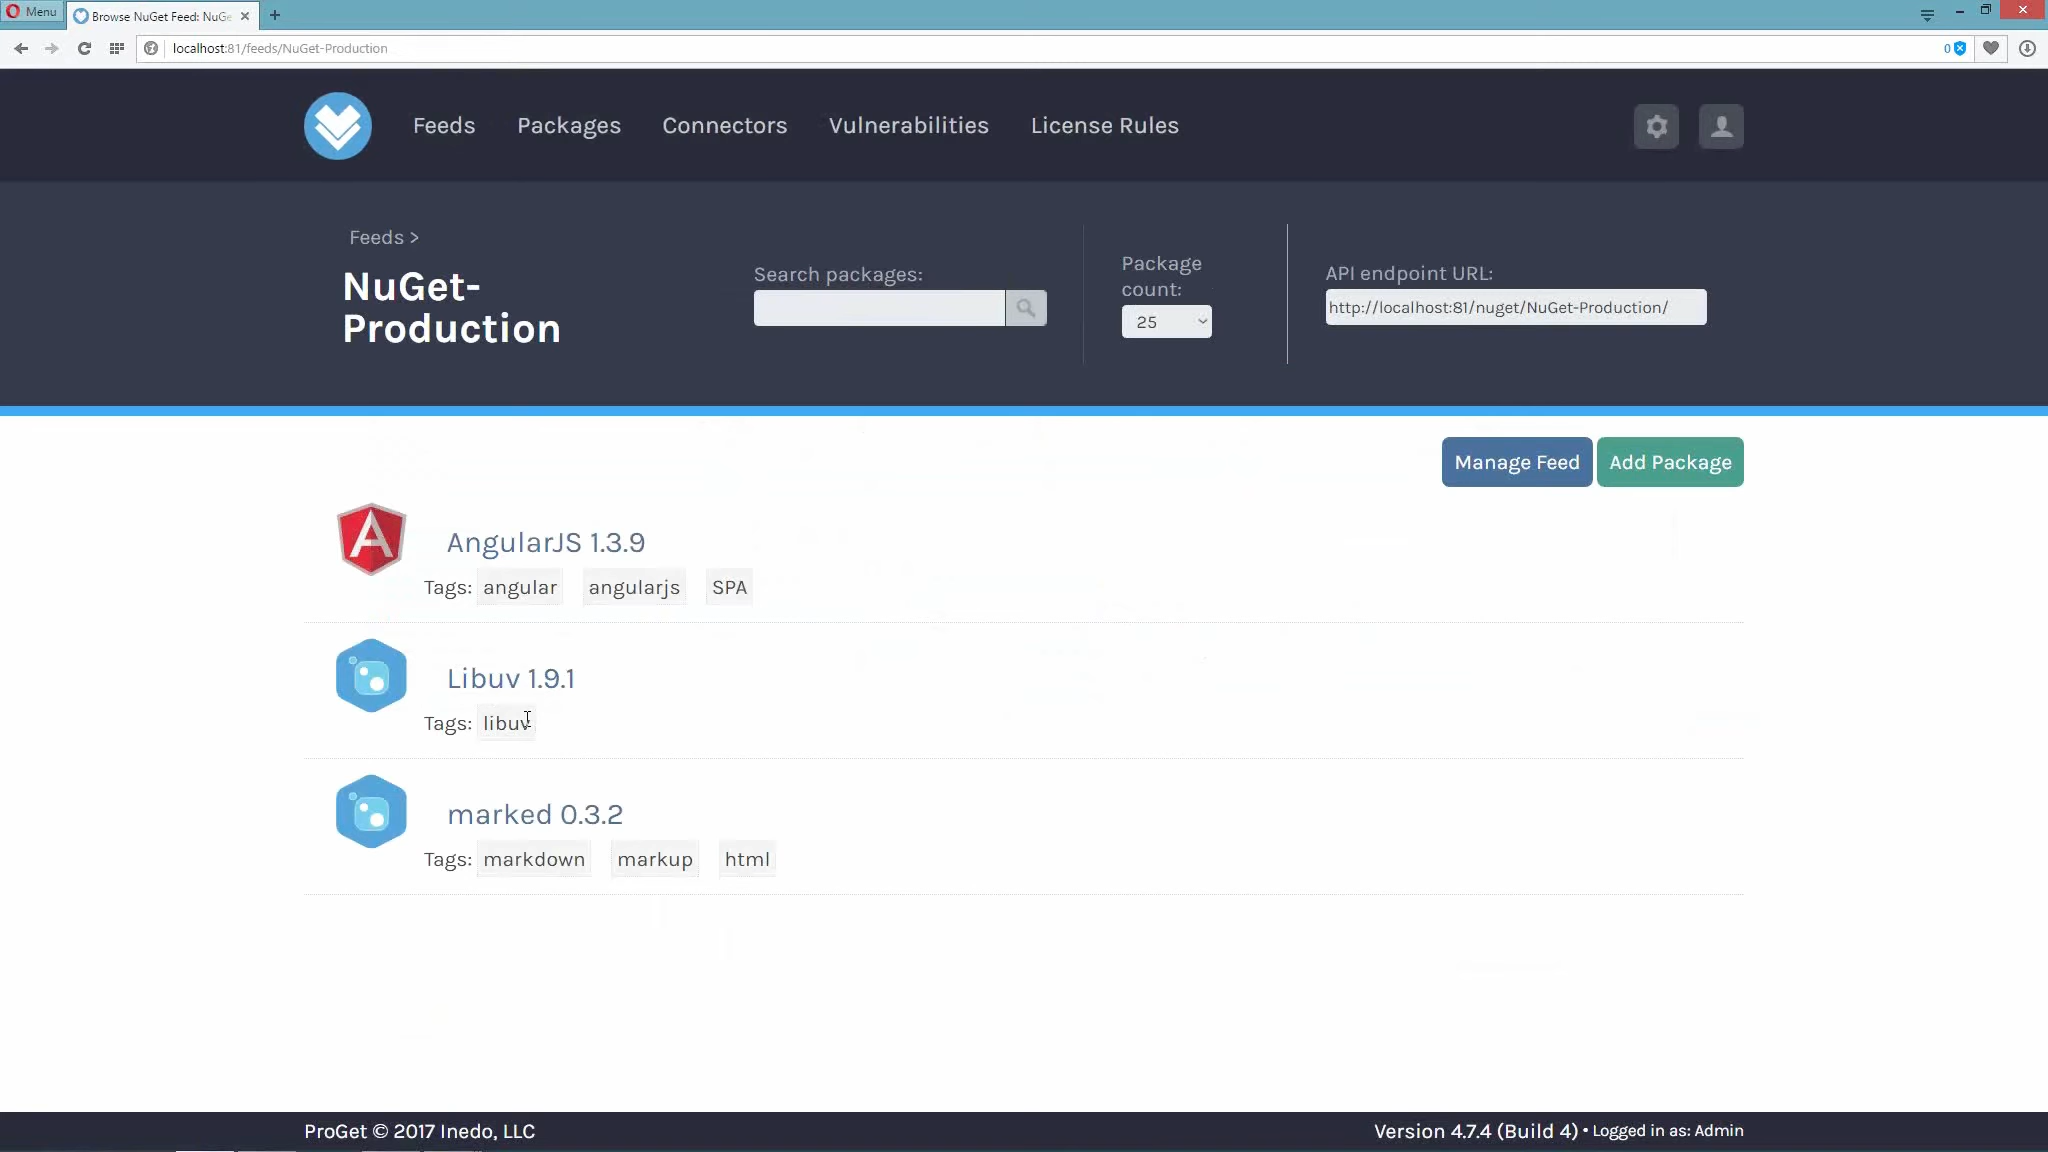 Menu
Browse NuGet Feed: NuGe
localhost:81/feeds/NuGet-Production
0
Feeds
Packages
Connectors
Vulnerabilities
License Rules
Feeds >
NuGet-
Production
Search packages:
Package
count:
25
API endpoint URL:
http://localhost:81/nuget/NuGet-Production/
Manage Feed
Add Package
AngularJS 1.3.9
Tags: angular angularjs SPA
Libuv 1.9.1
Tags: libuv
marked 0.3.2
Tags: markdown markup html
ProGet © 2017 Inedo, LLC
Version 4.7.4 (Build 4) • Logged in as: Admin